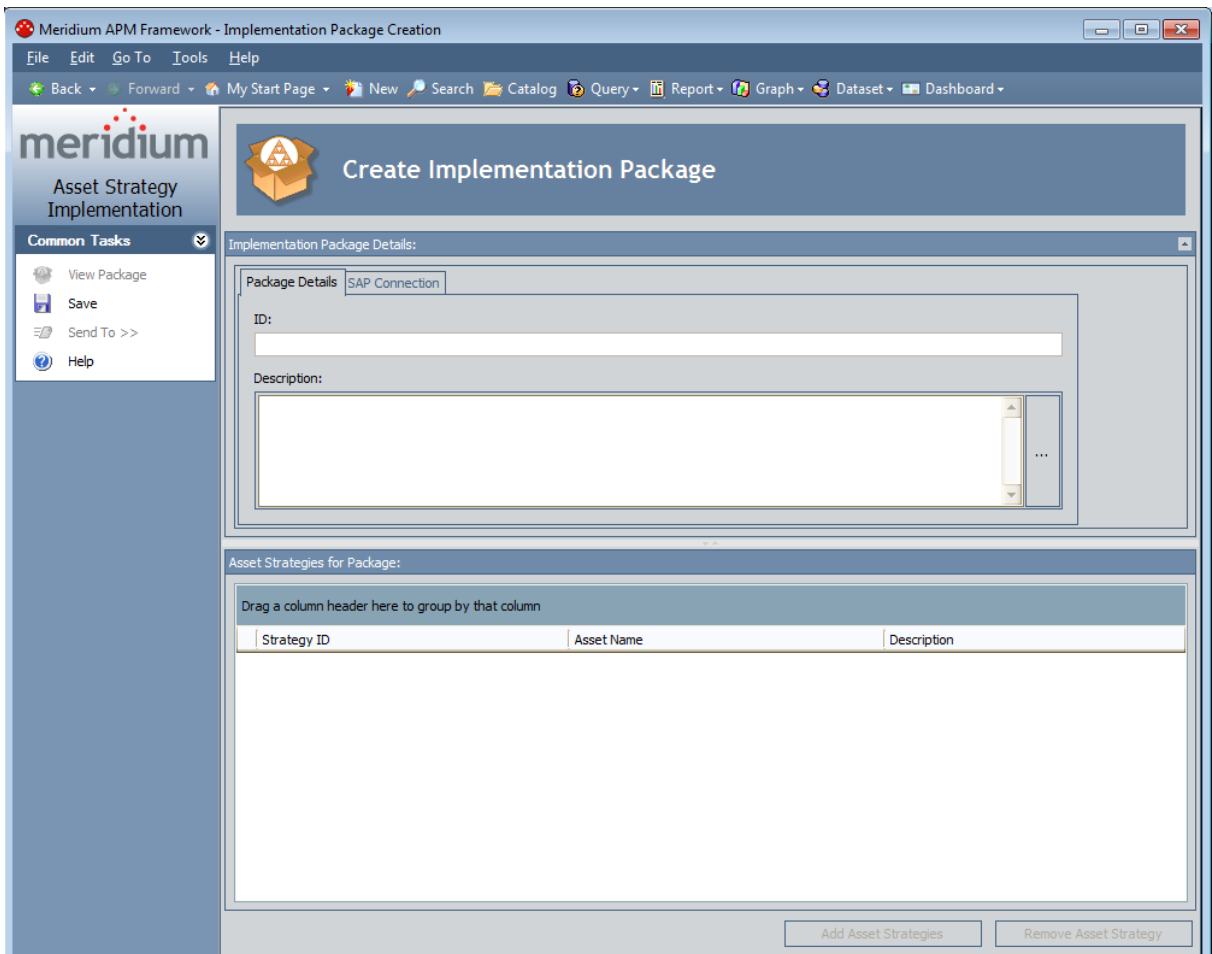 Meridium APM Framework - Implementation Package Creation
File Edit Go To Tools Help
Back Forward My Start Page New Search Catalog Query Report Graph Dataset Dashboard
meridium
Asset Strategy
Implementation
Common Tasks
View Package
Save
Send To >>
Help
Create Implementation Package
Implementation Package Details:
Package Details SAP Connection
ID:
Description:
...
Asset Strategies for Package:
Drag a column header here to group by that column
Strategy ID Asset Name Description
Add Asset Strategies Remove Asset Strategy